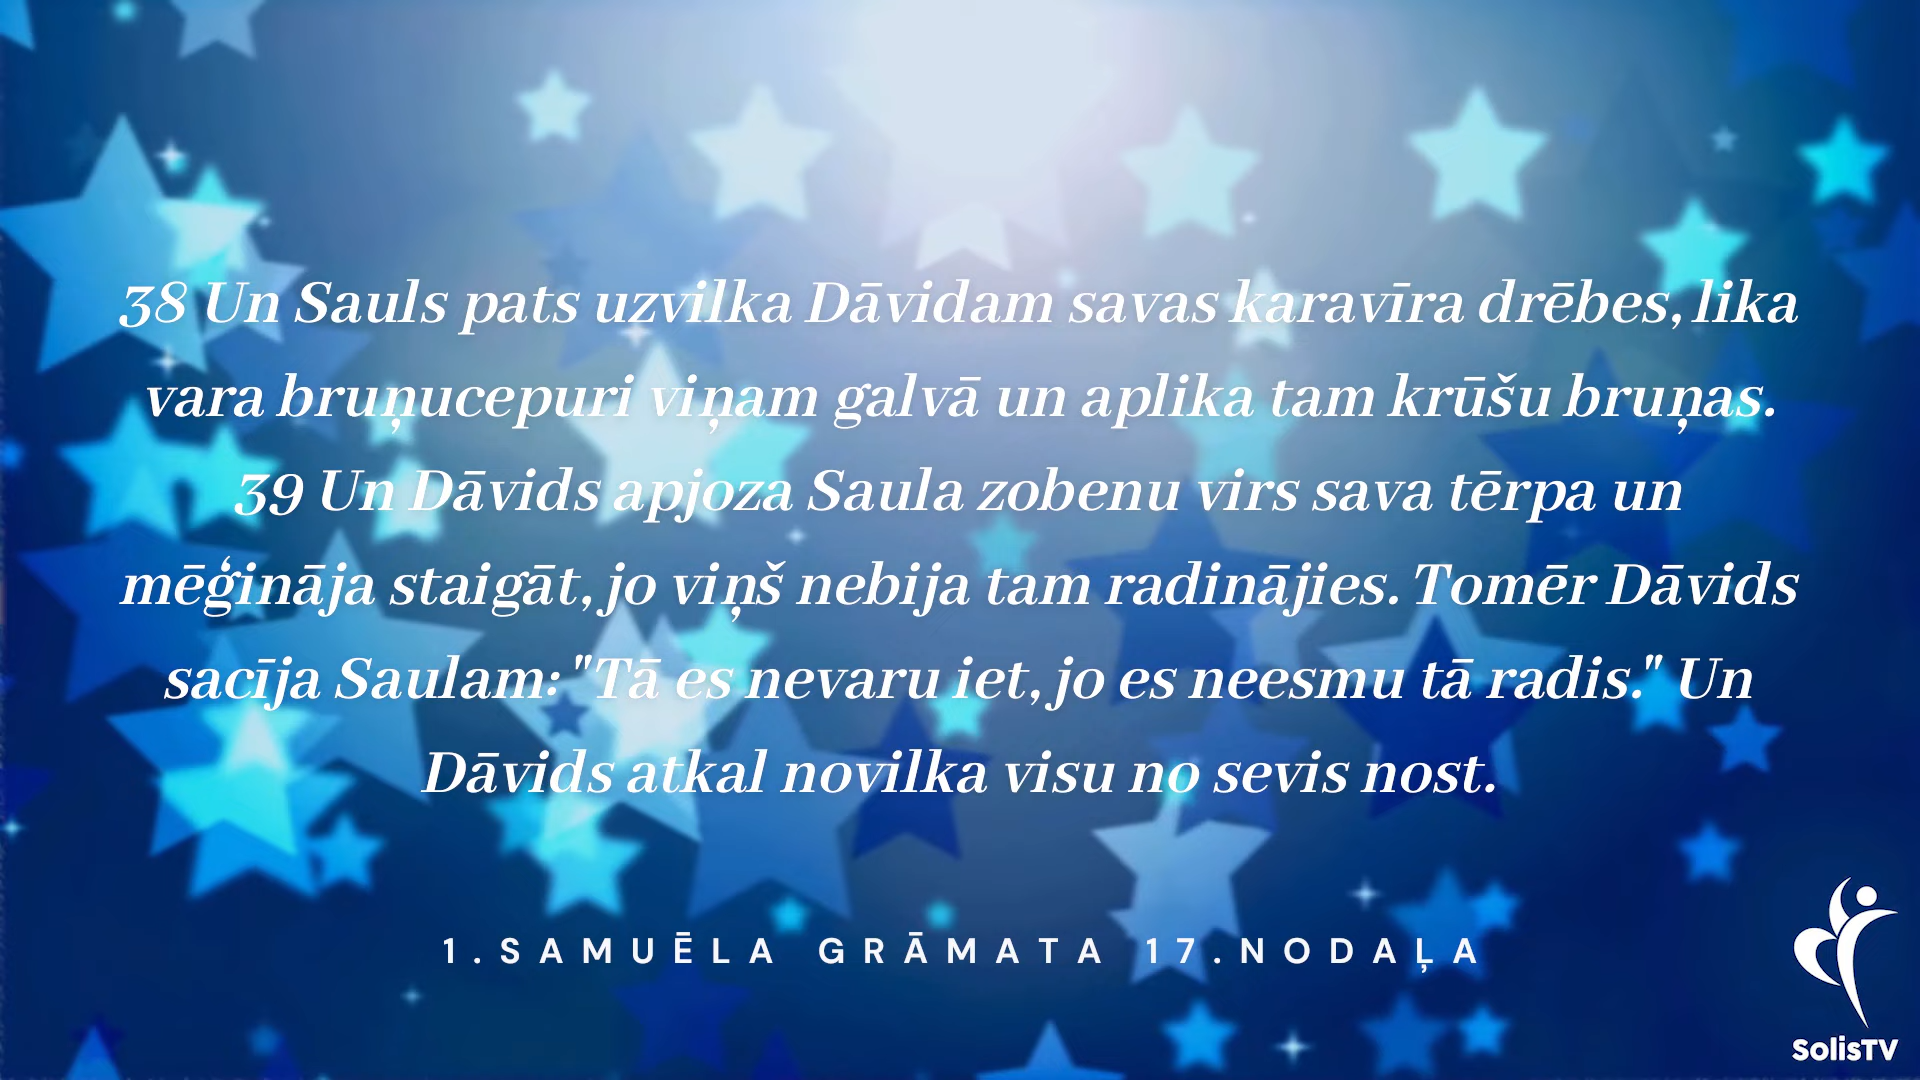 38 Un Sauls pats uzvilka Dāvidam savas karavīra drēbes, lika
vara bruņucepuri viņam galvā un aplika tam krūšu bruņas.
39 Un Dāvids apjoza Saula zobenu virs sava tērpa un
mēģināja staigāt, jo viņš nebija tam radinājies. Tomēr Dāvids
sacīja Saulam: "Tā es nevaru iet, jo es neesmu tā radis." Un
Dāvids atkal novilka visu no sevis nost.
1.SAMUĒLA GRĀMATA 17.NODAĻA
SolisTV